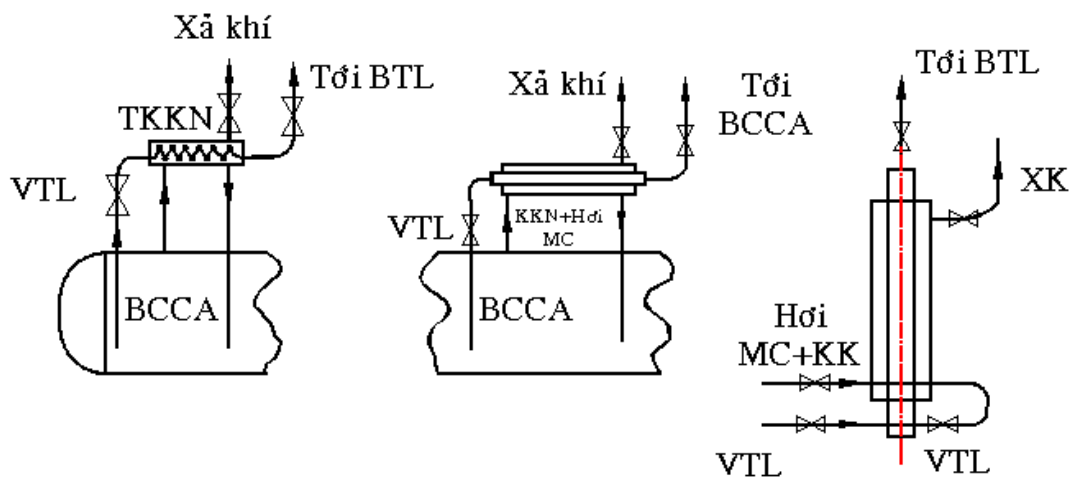 Xả khí
Tới BTL
TKKN
VTL
BCCA
Xả khí
Tới
BCCA
VTL
KKN+Hơi
MC
BCCA
Tới BTL
XK
Hơi
MC+KK
VTL
VTL